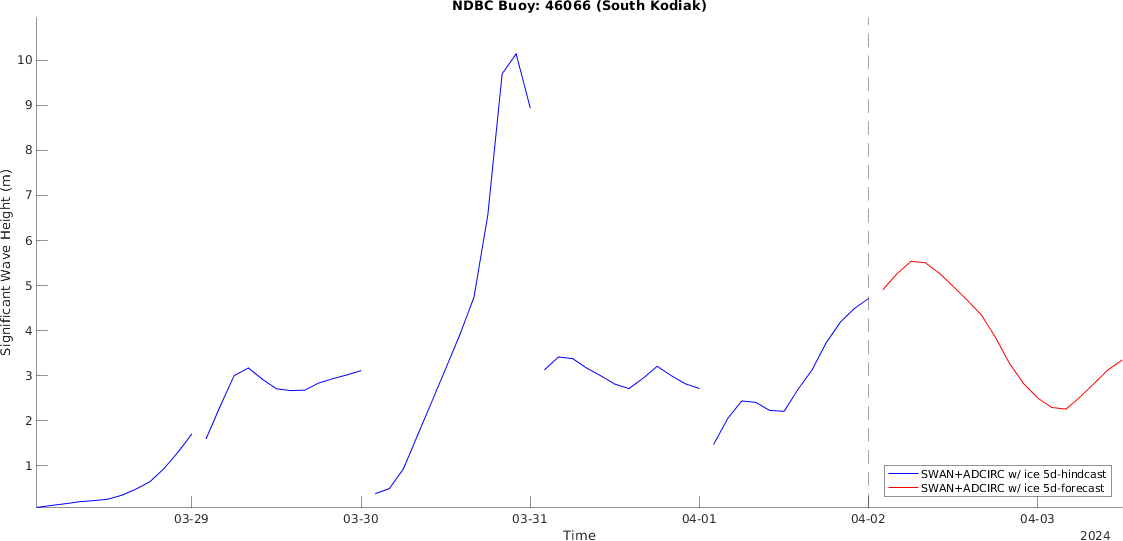 NDBC Buoy: 46066 (South Kodiak)
Significant Wave Height (m)
10
9
8
7
6
5
4
3
2
1
SWAN+ADCIRC w/ ice 5d-hindcast
SWAN+ADCIRC w/ ice 5d-forecast
03-29 03-30 03-31 04-01 04-02 04-03
Time
2024